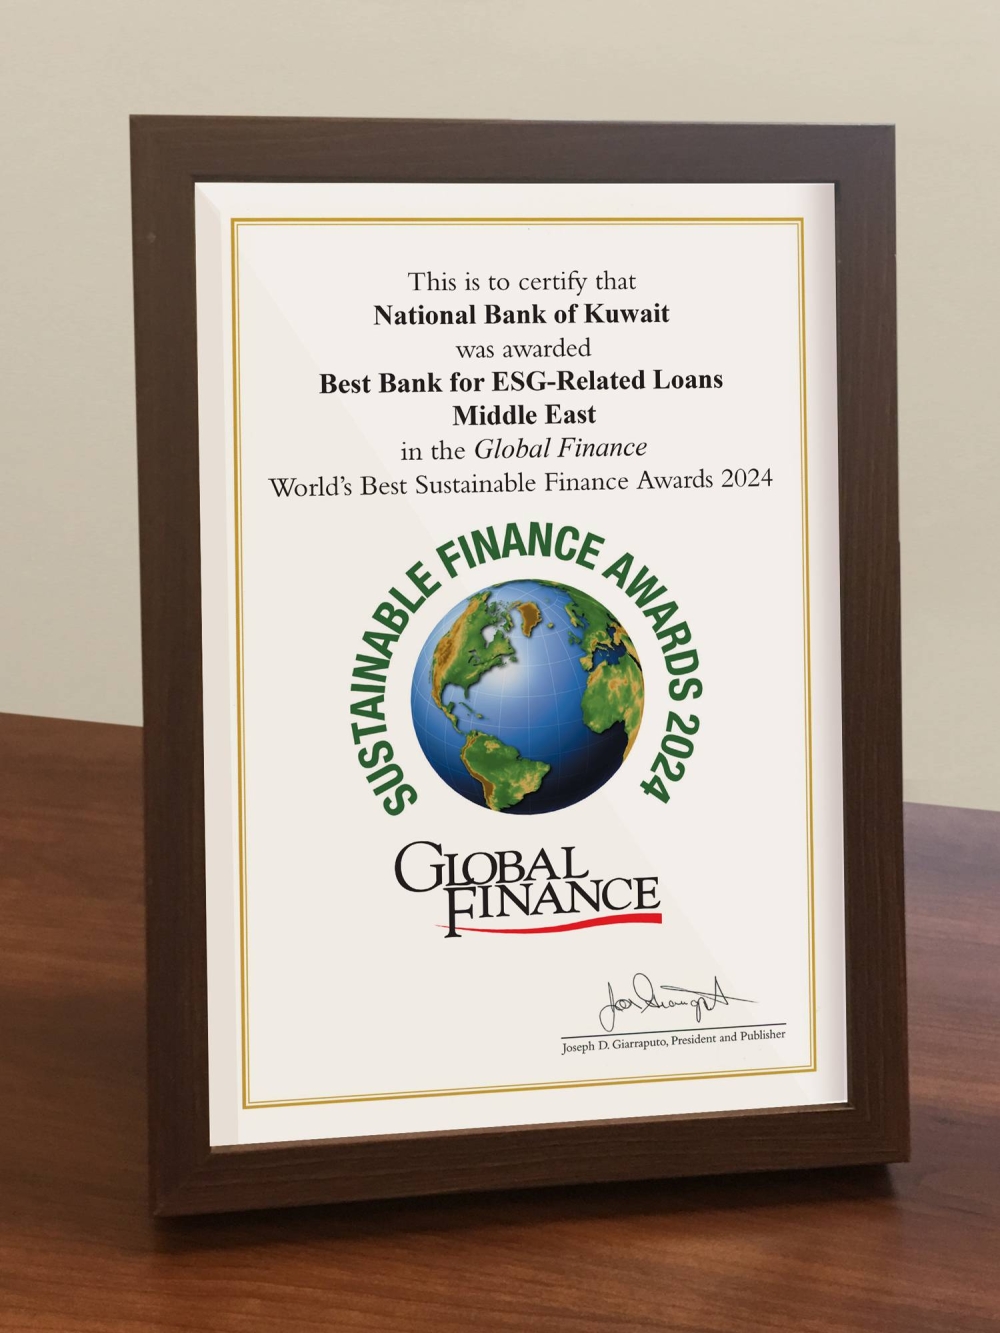 This is to certify that
National Bank of Kuwait
was awarded
Best Bank for ESG-Related Loans
Middle East
in the Global Finance
World's Best Sustainable Finance Awards 2024
SUSTAINABLE FINANCE AWARDS 2024
GLOBAL
FINANCE
Joseph D. Giarraputo, President and Publisher